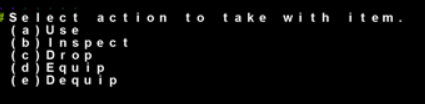 #Select action to take with item.
(a)Use
(b)Inspect
(c)Drop
(d)Equip
(e)Dequip